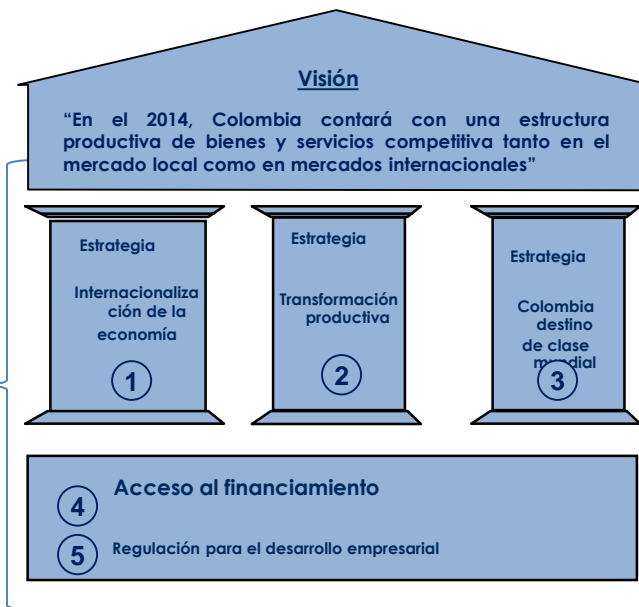 Visión
“En el 2014, Colombia contará con una estructura
productiva de bienes y servicios competitiva tanto en el
mercado local como en mercados internacionales”
Estrategia
Internacionaliza
ción de la
economía
1
Estrategia
Transformación
productiva
2
Estrategia
Colombia
destino
de clase
mundial
3
4
Acceso al financiamiento
5
Regulación para el desarrollo empresarial